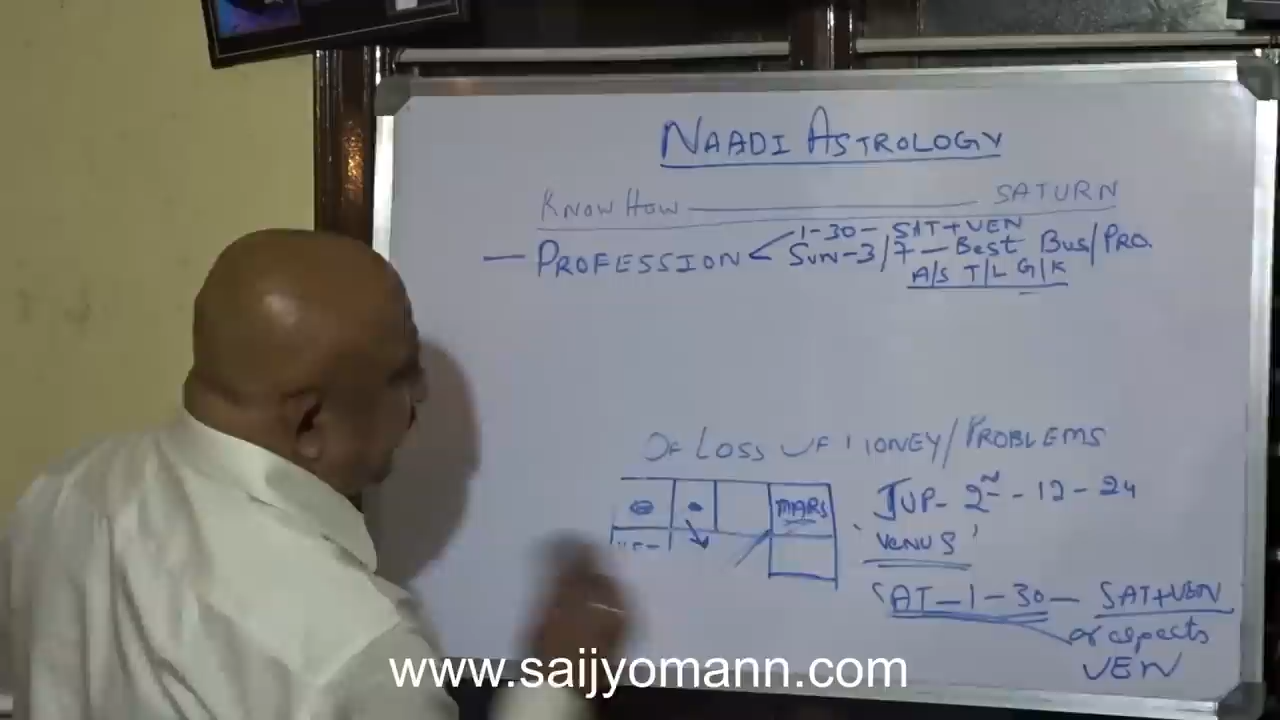 NAADI ASTROLOGY
KNOW HOW SATURN
— PROFESSION < 1-30- SAT+VEN
SUN-3/7 - Best Bus/PRO.
A/S T/L G/K
OF LOSS OF MONEY/PROBLEMS
MARS
JUP- 2nd - 12 - 24
'VENUS'
SAT-1-30- SAT+VEN
or aspects
VEN
www.saijyomann.com